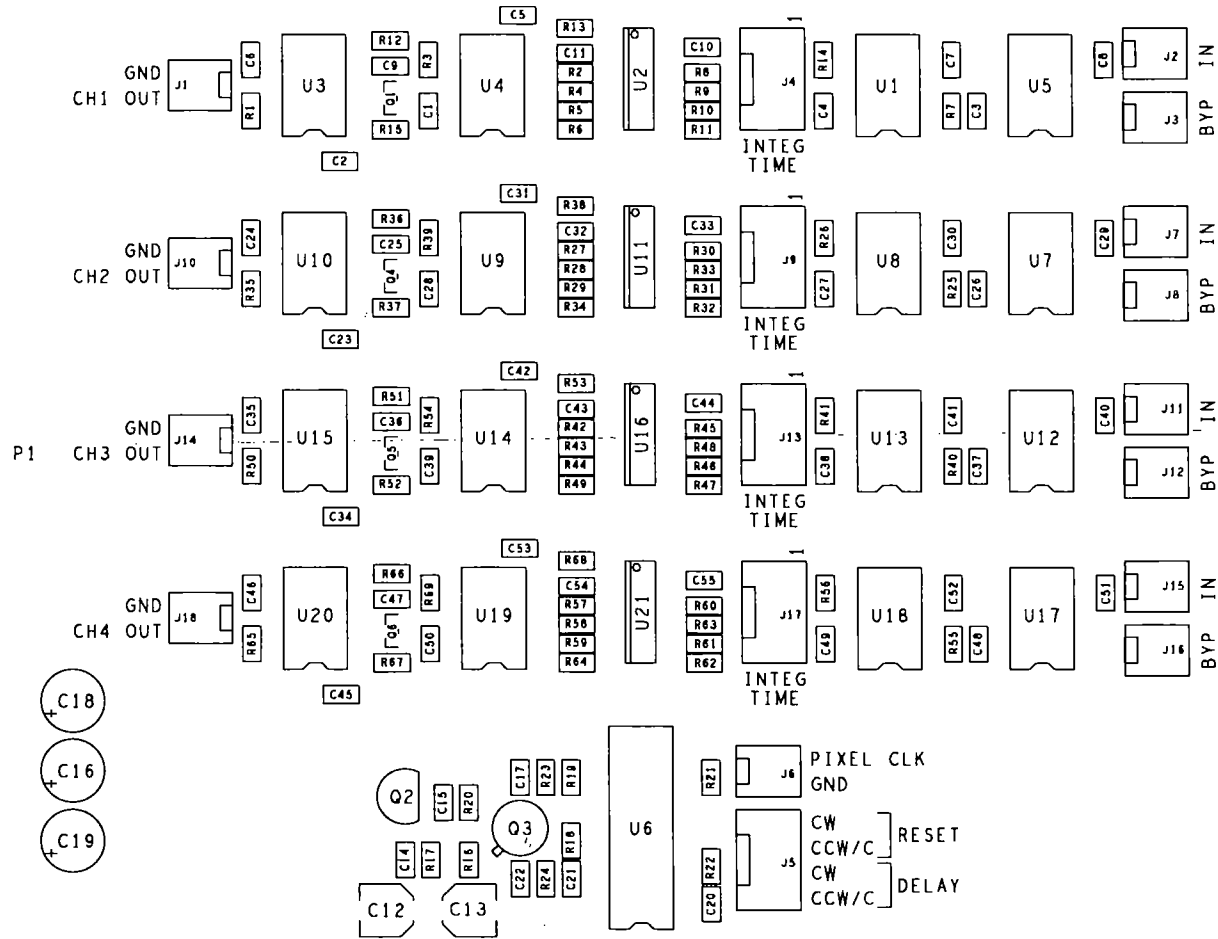 C5
R13
C6
R12
R3
C11
C10
R14
C7
C8
IN
GND
J1
U3
C9
U4
R2
U2
R8
J4
U1
U5
J2
CH1 OUT
Q1
R4
R9
R1
R15
C1
R5
R10
C4
R7
C3
J3
BYP
R6
R11
1
C2
INTEG
TIME
C31
R38
C24
R36
R39
C32
C33
R26
C30
C29
J7
IN
GND
C25
R27
R30
CH2 OUT
J10
U10
Q4
U9
R28
U11
R33
J9
U8
U7
R35
R37
C28
R29
R31
C27
R25
C26
J8
BYP
R34
R32
1
C23
INTEG
TIME
C42
R53
C35
R51
R54
C43
C44
R41
C41
C40
J11
IN
GND
C36
R42
R45
P1
CH3 OUT
J14
U15
Q5
U14
R43
U16
R48
J13
U13
U12
R50
R52
C39
R44
R46
C38
R40
C37
J12
BYP
R49
R47
1
C34
INTEG
TIME
C53
R68
C46
R66
R69
C54
C55
R56
C52
C51
J15
IN
GND
C47
R57
R60
CH4 OUT
J18
U20
Q6
U19
R58
U21
R63
J17
U18
U17
R65
R67
C50
R59
R61
C49
R55
C48
J16
BYP
R64
R62
1
C45
INTEG
TIME
C18
+
C16
+
C19
+
Q2
C15
R20
C17
R23
R19
Q3
C14
R17
R16
C22
R24
R18
C21
C12
C13
U6
R21
J6
PIXEL CLK
GND
R22
C20
J5
CW
CCW/C
RESET
CW
CCW/C
DELAY